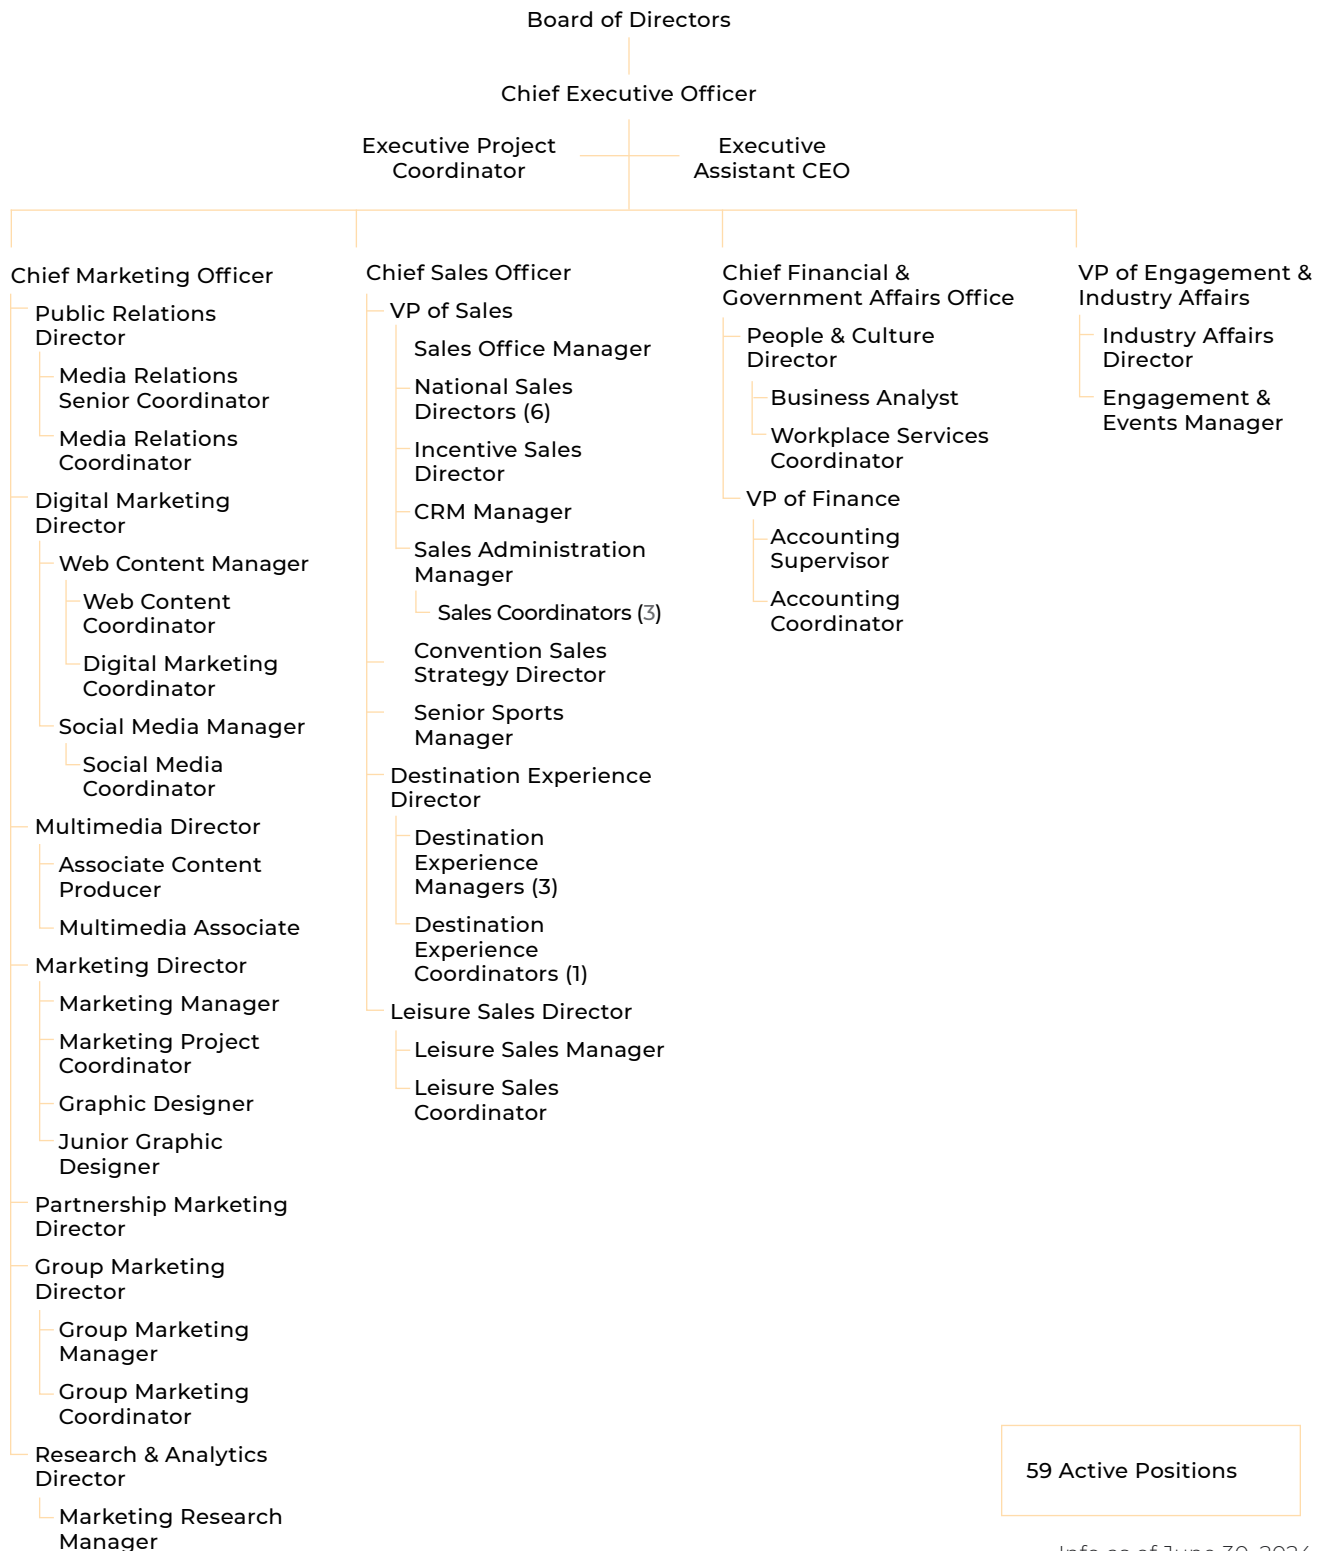 Board of Directors
Chief Executive Officer
Executive Project
Coordinator
Executive
Assistant CEO
Chief Marketing Officer
Public Relations
Director
Media Relations
Senior Coordinator
Media Relations
Coordinator
Digital Marketing
Director
Web Content Manager
Web Content
Coordinator
Digital Marketing
Coordinator
Social Media Manager
Social Media
Coordinator
Multimedia Director
Associate Content
Producer
Multimedia Associate
Marketing Director
Marketing Manager
Marketing Project
Coordinator
Graphic Designer
Junior Graphic
Designer
Partnership Marketing
Director
Group Marketing
Director
Group Marketing
Manager
Group Marketing
Coordinator
Research & Analytics
Director
Marketing Research
Manager
Chief Sales Officer
VP of Sales
Sales Office Manager
National Sales
Directors (6)
Incentive Sales
Director
CRM Manager
Sales Administration
Manager
Sales Coordinators (3)
Convention Sales
Strategy Director
Senior Sports
Manager
Destination Experience
Director
Destination
Experience
Managers (3)
Destination
Experience
Coordinators (1)
Leisure Sales Director
Leisure Sales Manager
Leisure Sales
Coordinator
Chief Financial &
Government Affairs Office
People & Culture
Director
Business Analyst
Workplace Services
Coordinator
VP of Finance
Accounting
Supervisor
Accounting
Coordinator
VP of Engagement &
Industry Affairs
Industry Affairs
Director
Engagement &
Events Manager
59 Active Positions
Info as of June 30, 2024